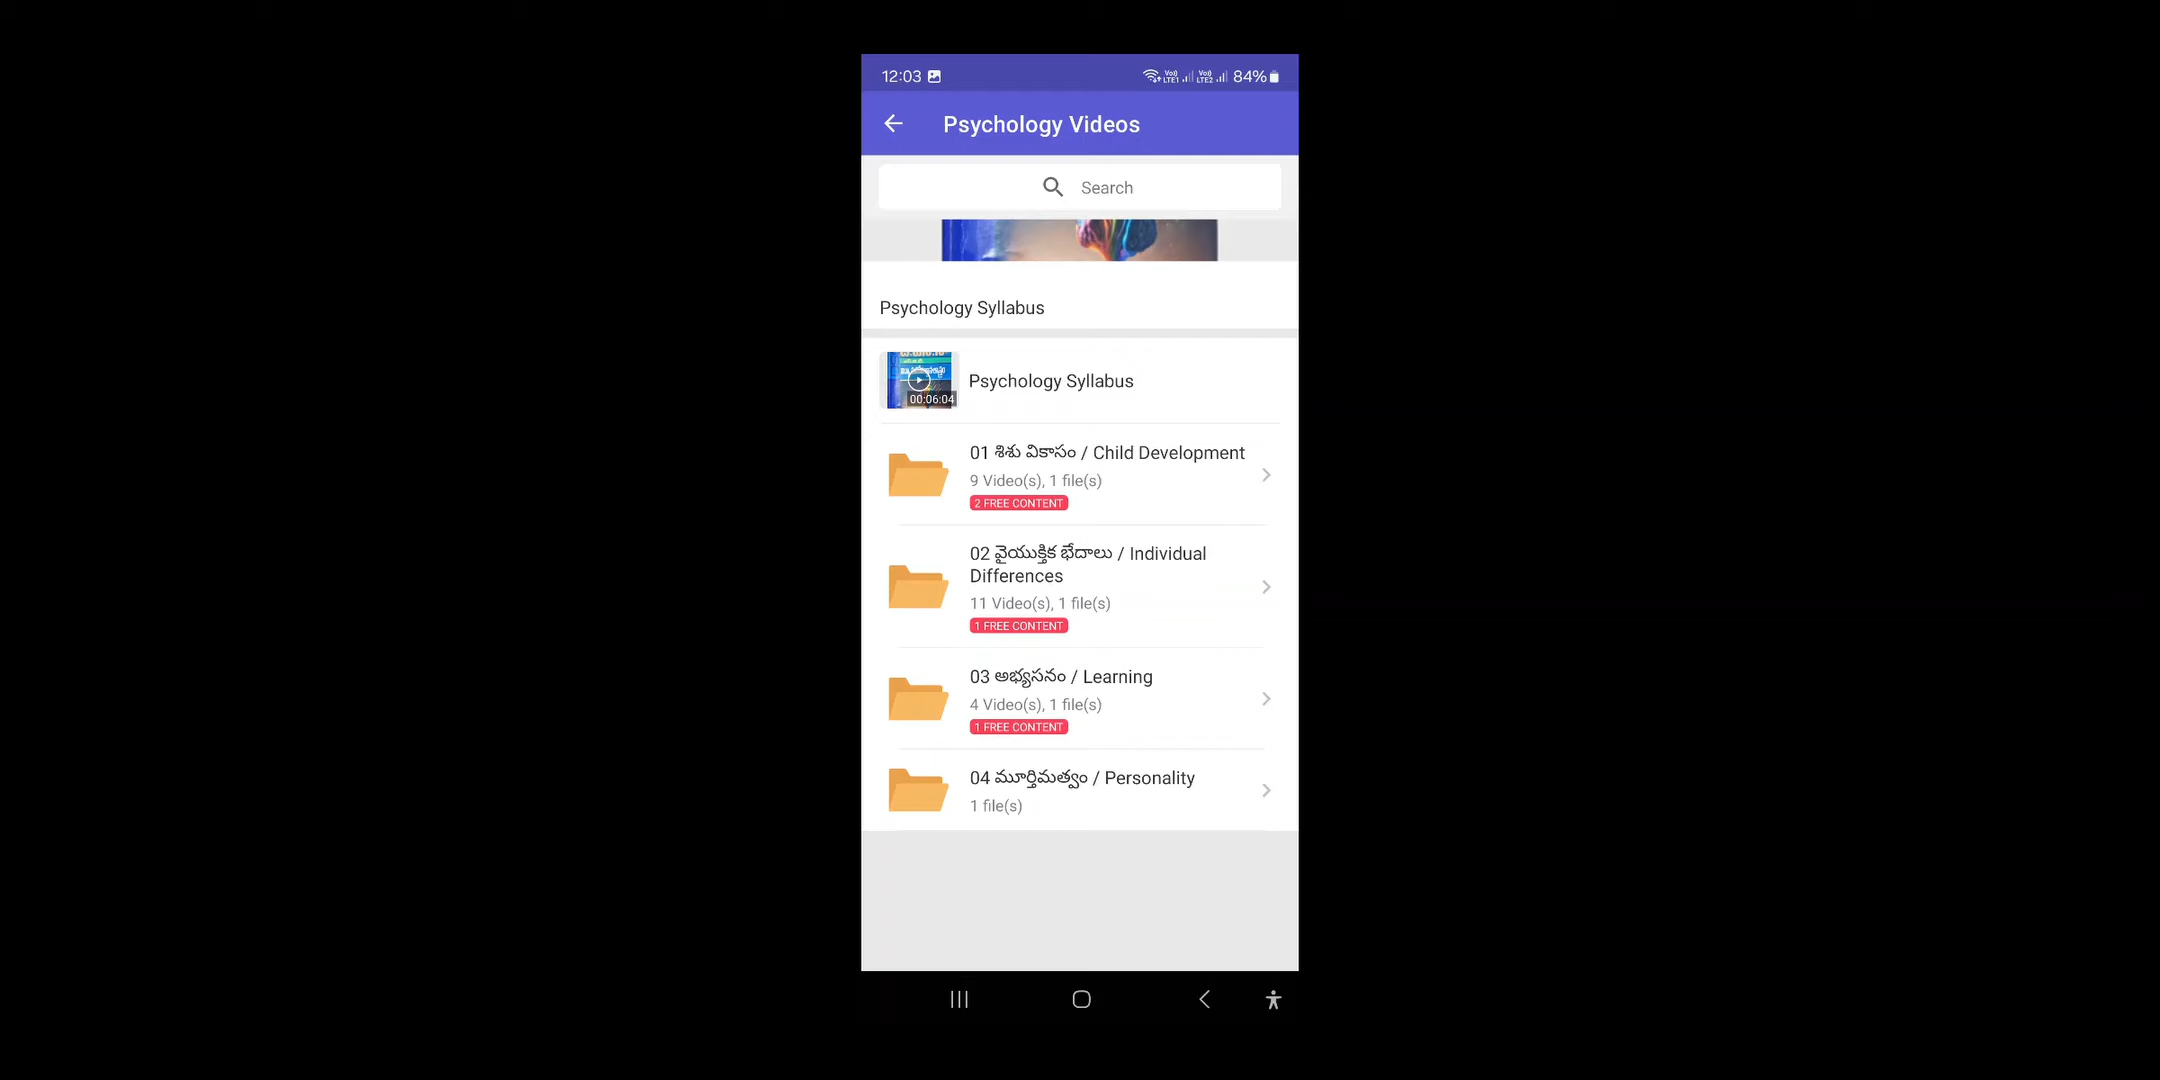 12:03 84%
Psychology Videos
Search
Psychology Syllabus
Psychology Syllabus
00:06:04
01 శిశు వికాసం / Child Development
9 Video(s), 1 file(s)
2 FREE CONTENT
02 వైయుక్తిక భేదాలు / Individual
Differences
11 Video(s), 1 file(s)
1 FREE CONTENT
03 అభ్యసనం / Learning
4 Video(s), 1 file(s)
1 FREE CONTENT
04 మూర్తిమత్వం / Personality
1 file(s)